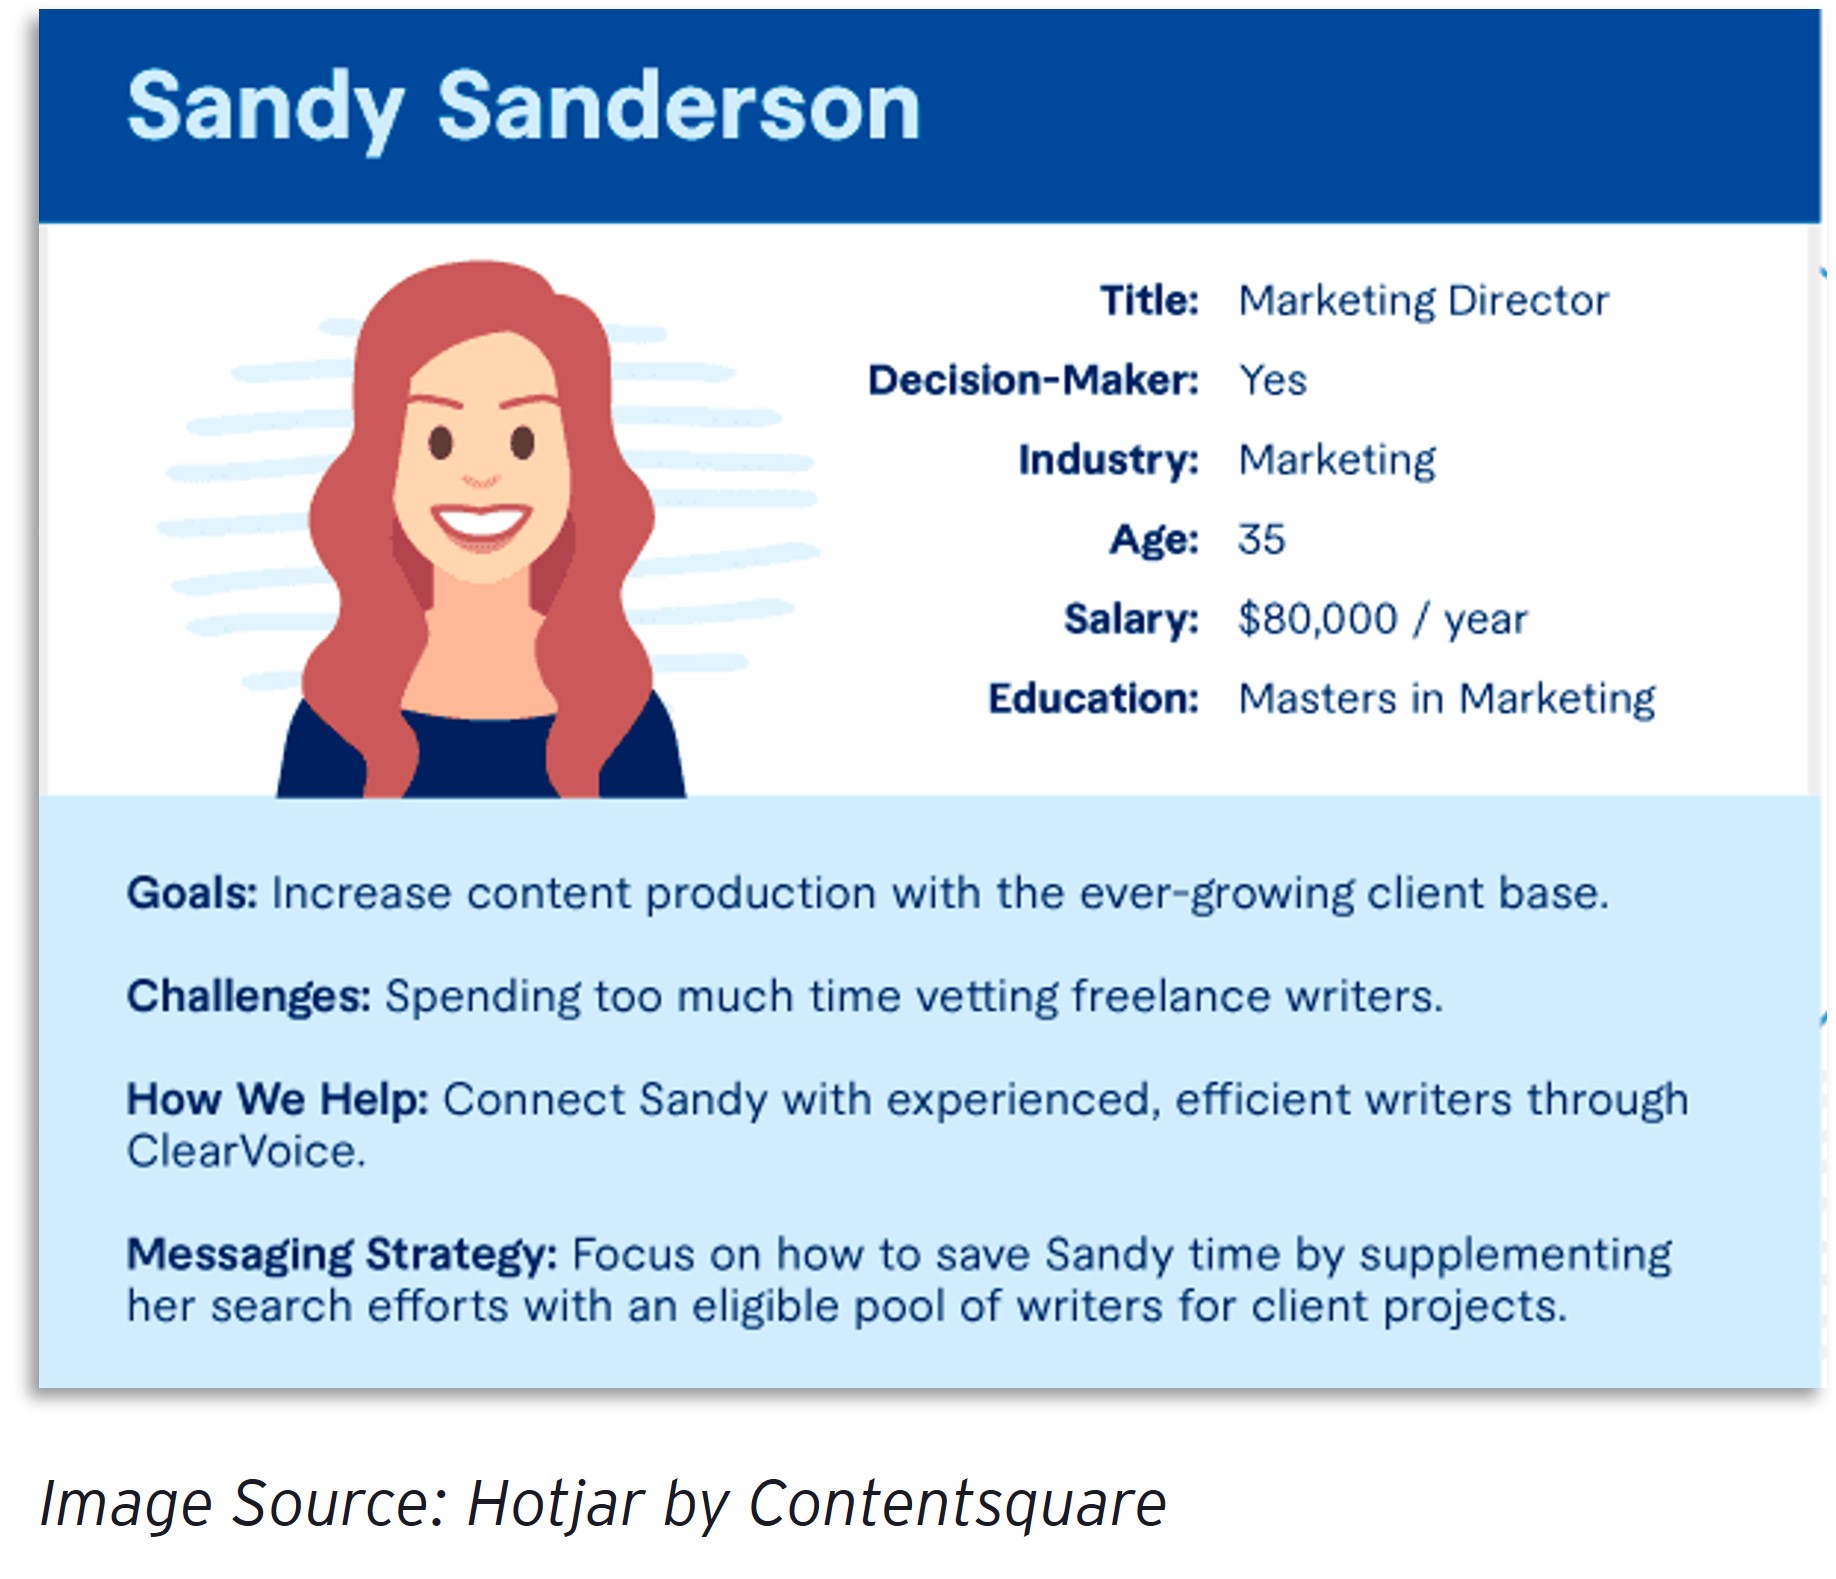 Sandy Sanderson
Title: Marketing Director
Decision-Maker: Yes
Industry: Marketing
Age: 35
Salary: $80,000 / year
Education: Masters in Marketing
Goals: Increase content production with the ever-growing client base.
Challenges: Spending too much time vetting freelance writers.
How We Help: Connect Sandy with experienced, efficient writers through
ClearVoice.
Messaging Strategy: Focus on how to save Sandy time by supplementing
her search efforts with an eligible pool of writers for client projects.
Image Source: Hotjar by Contentsquare